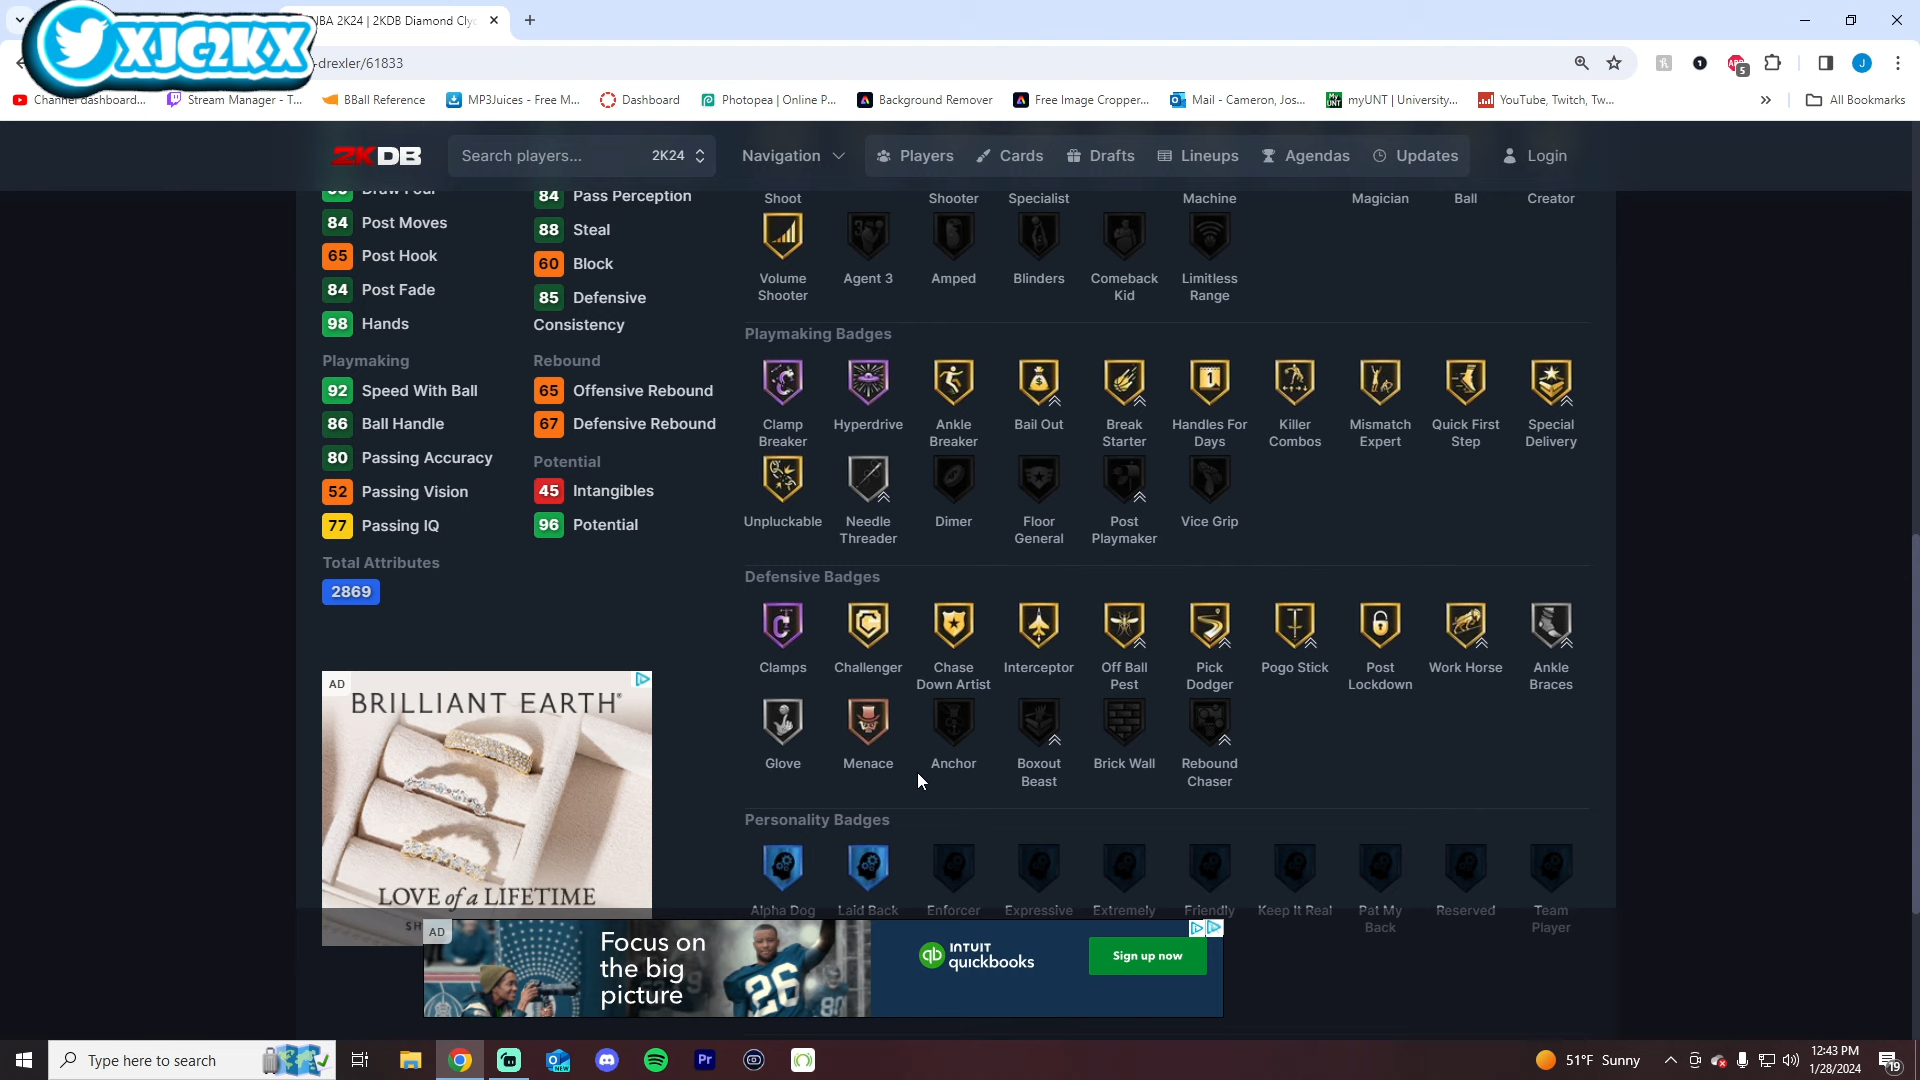 XJC2KX
NBA 2K24 | 2KDB Diamond Clyd
-drexler/61833
Channel dashboard...
Stream Manager - T...
BBall Reference
MP3Juices - Free M...
Dashboard
Photopea | Online P...
Background Remover
Free Image Cropper...
Mail - Cameron, Jos...
myUNT | University...
YouTube, Twitch, Tw...
All Bookmarks
2KDB
Search players...
2K24
Navigation
Players
Cards
Drafts
Lineups
Agendas
Updates
Login
Draw Foul
84 Post Moves
65 Post Hook
84 Post Fade
98 Hands
Playmaking
92 Speed With Ball
86 Ball Handle
80 Passing Accuracy
52 Passing Vision
77 Passing IQ
Total Attributes
2869
84 Pass Perception
88 Steal
60 Block
85 Defensive
Consistency
Rebound
65 Offensive Rebound
67 Defensive Rebound
Potential
45 Intangibles
96 Potential
Shoot
Shooter
Specialist
Machine
Magician
Ball
Creator
Volume
Shooter
Agent 3
Amped
Blinders
Comeback
Kid
Limitless
Range
Playmaking Badges
Clamp
Breaker
Hyperdrive
Ankle
Breaker
Bail Out
Break
Starter
Handles For
Days
Killer
Combos
Mismatch
Expert
Quick First
Step
Special
Delivery
Unpluckable
Needle
Threader
Dimer
Floor
General
Post
Playmaker
Vice Grip
Defensive Badges
Clamps
Challenger
Chase
Down Artist
Interceptor
Off Ball
Pest
Pick
Dodger
Pogo Stick
Post
Lockdown
Work Horse
Ankle
Braces
Glove
Menace
Anchor
Boxout
Beast
Brick Wall
Rebound
Chaser
Personality Badges
Alpha Dog
Laid Back
Enforcer
Expressive
Extremely
Friendly
Keep It Real
Pat My
Back
Reserved
Team
Player
AD
BRILLIANT EARTH
LOVE of a LIFETIME
SH
AD
Focus on
the big
picture
26
INTUIT
quickbooks
Sign up now
Type here to search
51°F Sunny
12:43 PM
1/28/2024
19